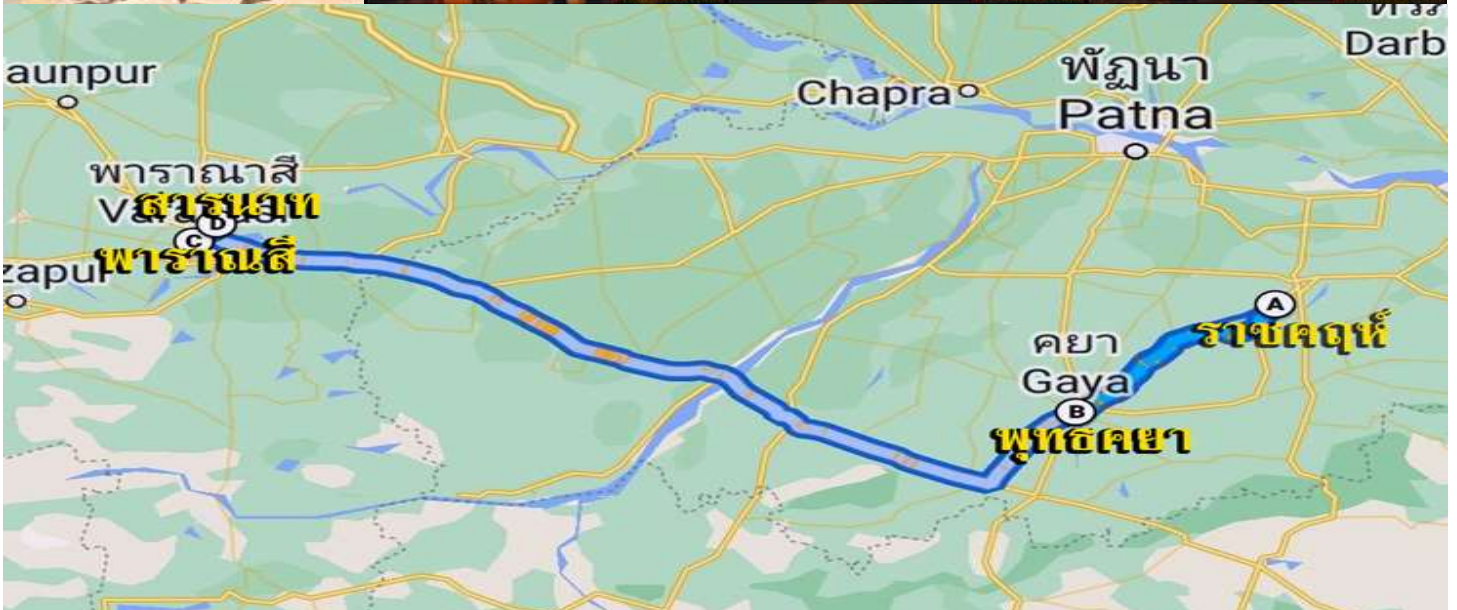 Darb
aunpur
Chapra
พัฏนา
Patna
พาราณาสี
สารนาท
D
C
พาราณสี
zapur
A
ราชคฤห์
คยา
Gaya
B
พุทธคยา